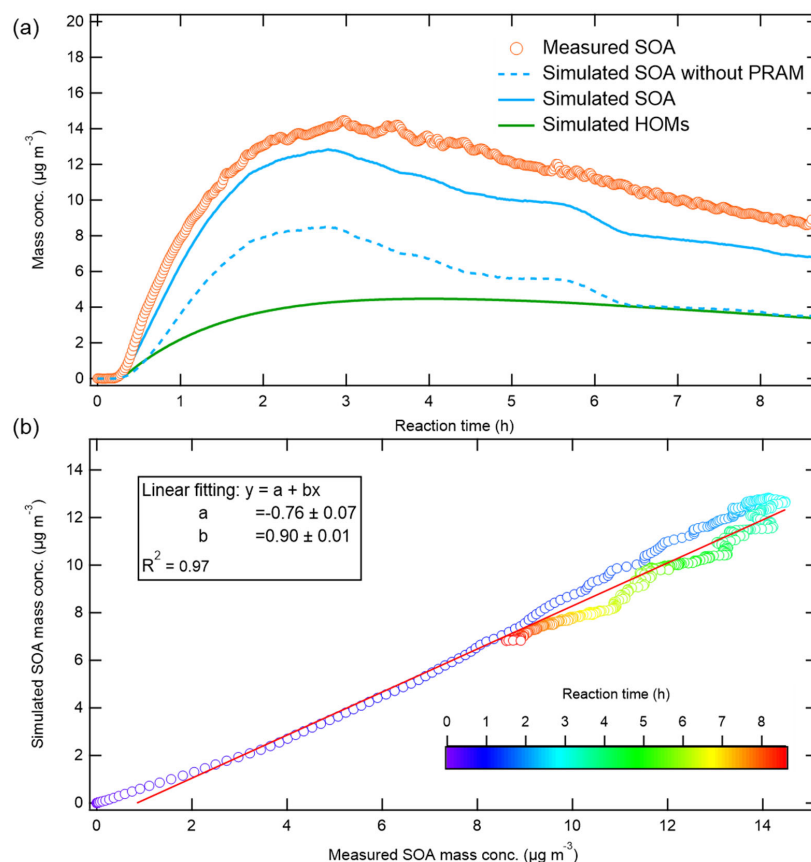 (a)
20
18
16
14
12
10
8
6
4
2
0
Mass conc. (µg m⁻³)
Measured SOA
Simulated SOA without PRAM
Simulated SOA
Simulated HOMs
0 1 2 3 4 5 6 7 8
Reaction time (h)
(b)
14
12
10
8
6
4
2
0
Simulated SOA mass conc. (µg m⁻³)
Linear fitting: y = a + bx
a =-0.76 ± 0.07
b =0.90 ± 0.01
R² = 0.97
Reaction time (h)
0 1 2 3 4 5 6 7 8
0 2 4 6 8 10 12 14
Measured SOA mass conc. (µg m⁻³)